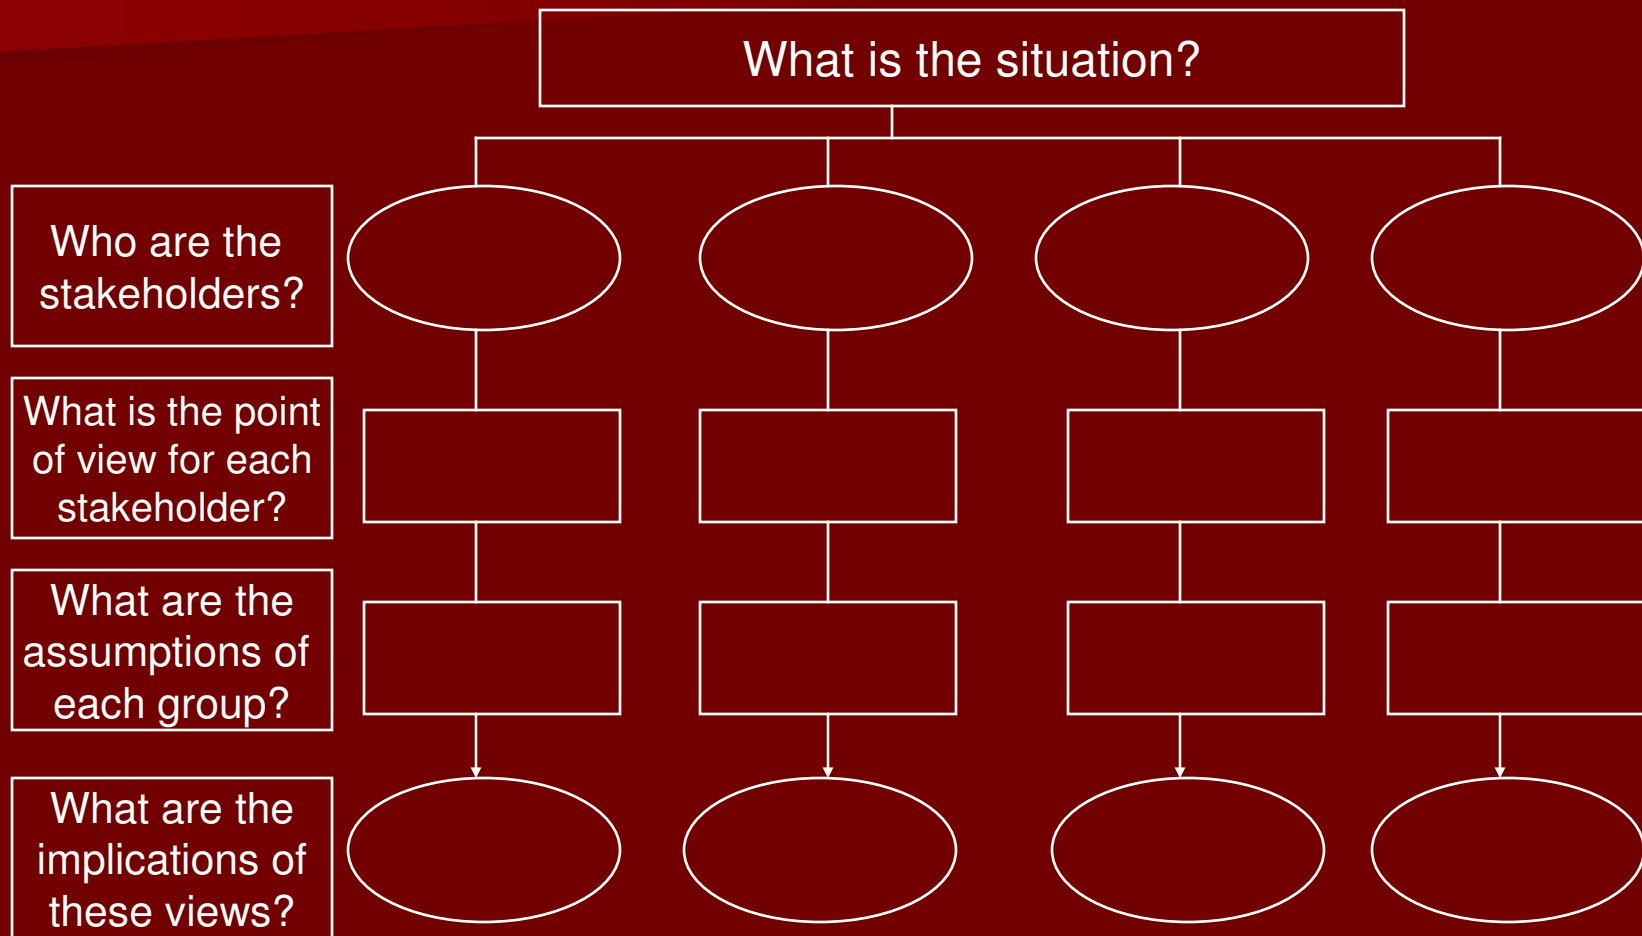 What is the situation?
Who are the
stakeholders?
What is the point
of view for each
stakeholder?
What are the
assumptions of
each group?
What are the
implications of
these views?